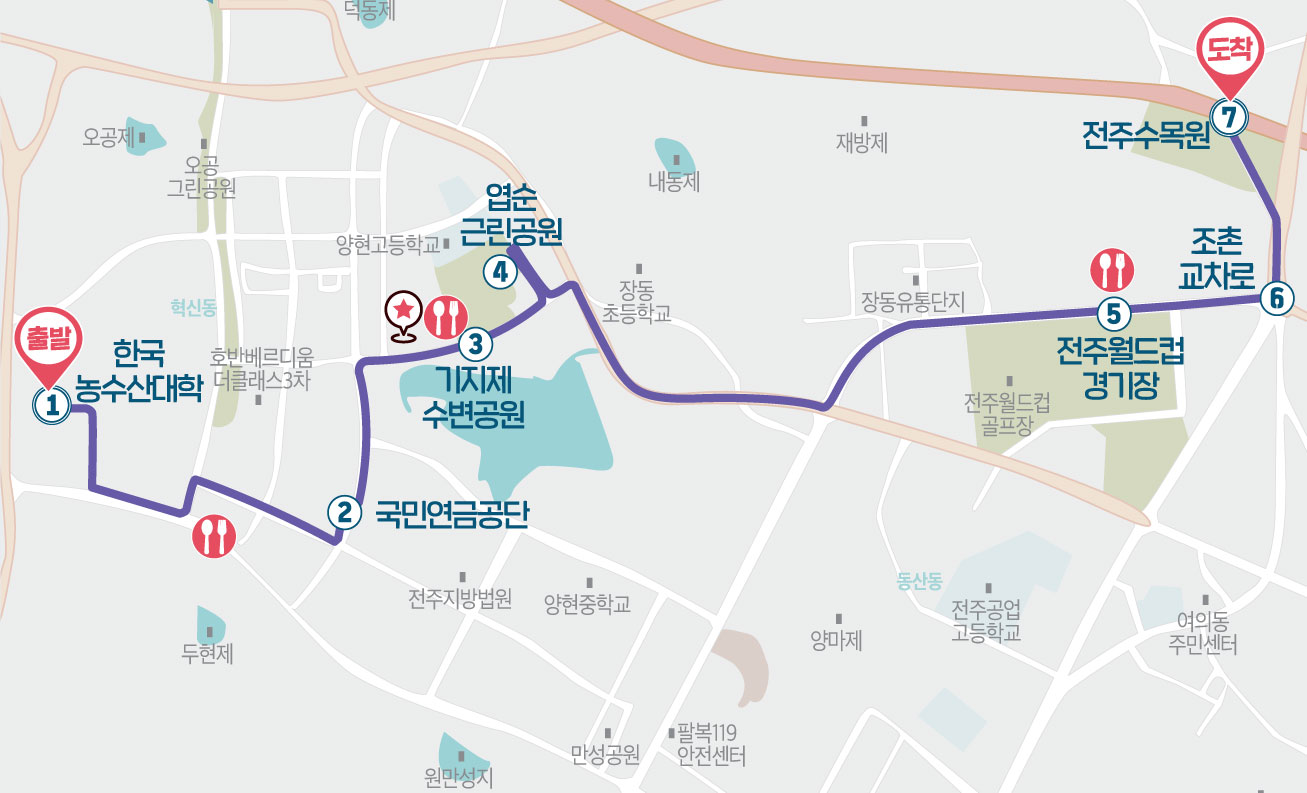 덕동제
도착
7
전주수목원
오공제
오공
그린공원
재방제
내동제
엽순
근린공원
4
양현고등학교
조촌
교차로
6
장동
초등학교
장동유통단지
혁신동
5
전주월드컵
경기장
출발
한국
농수산대학
1
3
기지제
수변공원
호반베르디움
더클래스3차
전주월드컵
골프장
2
국민연금공단
전주지방법원
양현중학교
동산동
전주공업
고등학교
여의동
주민센터
양마제
두현제
만성공원
팔복119
안전센터
원만성지